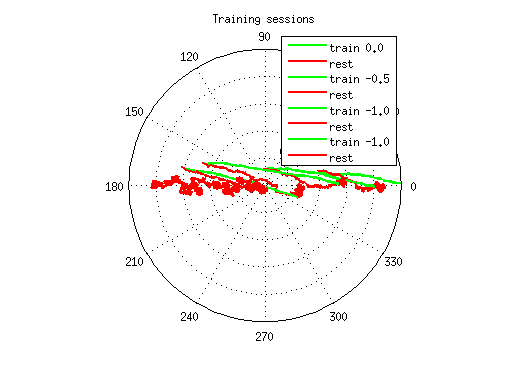 Training sessions
90
120
150
180
210
240
270
300
330
0
train 0.0
rest
train -0.5
rest
train -1.0
rest
train -1.0
rest